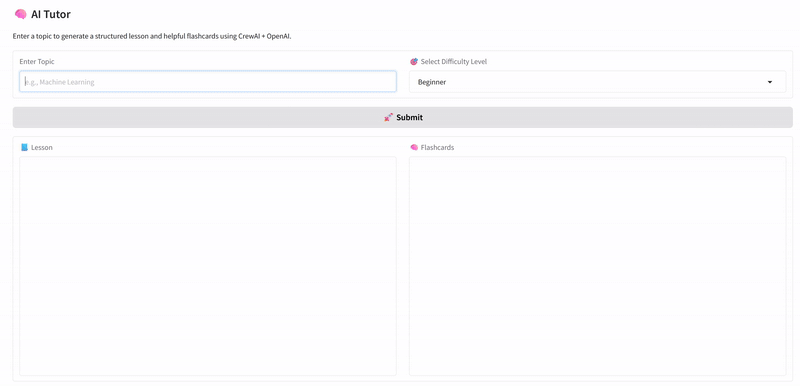 AI Tutor
Enter a topic to generate a structured lesson and helpful flashcards using CrewAI + OpenAI.
Enter Topic
e.g., Machine Learning
Select Difficulty Level
Beginner
Submit
Lesson
Flashcards